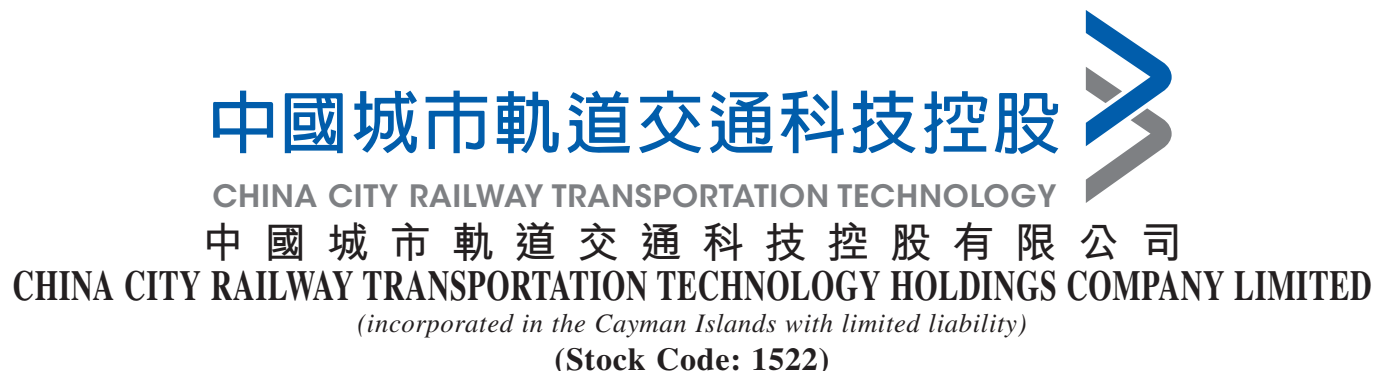 中國城市軌道交通科技控股
CHINA CITY RAILWAY TRANSPORTATION TECHNOLOGY
中國城市軌道交通科技控股有限公司
CHINA CITY RAILWAY TRANSPORTATION TECHNOLOGY HOLDINGS COMPANY LIMITED
(incorporated in the Cayman Islands with limited liability)
(Stock Code: 1522)